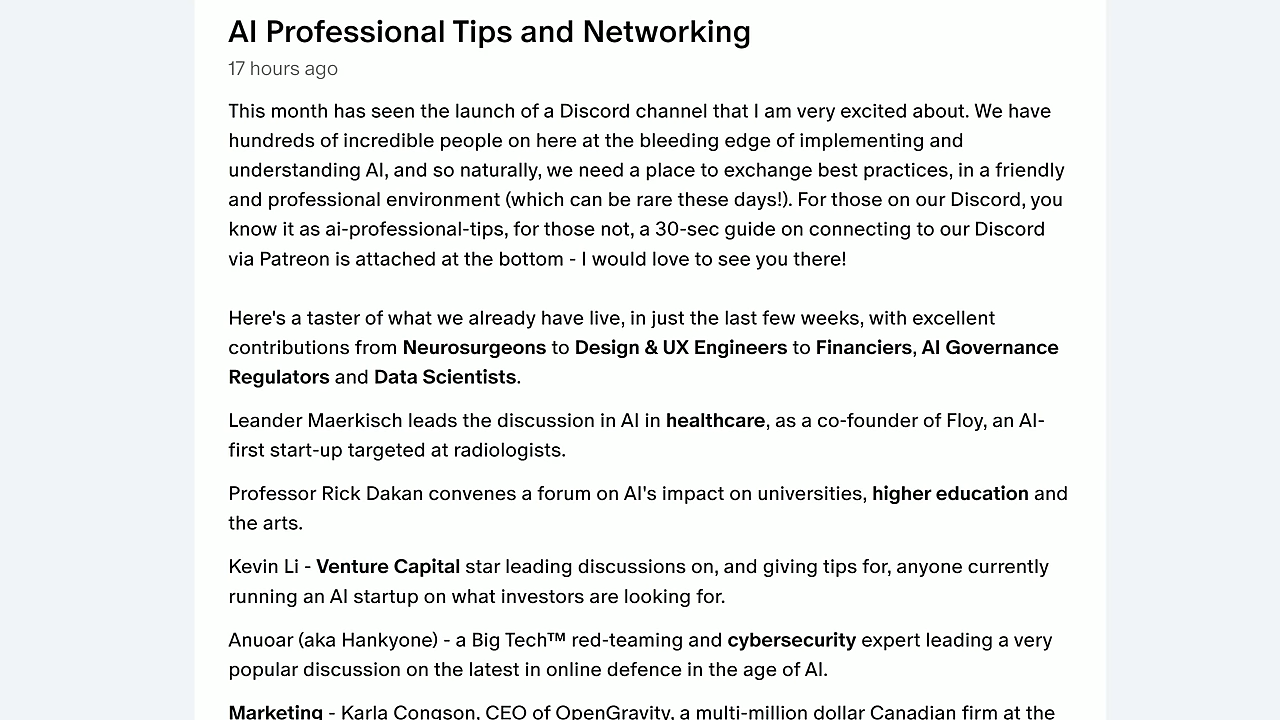 AI Professional Tips and Networking
17 hours ago
This month has seen the launch of a Discord channel that I am very excited about. We have
hundreds of incredible people on here at the bleeding edge of implementing and
understanding AI, and so naturally, we need a place to exchange best practices, in a friendly
and professional environment (which can be rare these days!). For those on our Discord, you
know it as ai-professional-tips, for those not, a 30-sec guide on connecting to our Discord
via Patreon is attached at the bottom - I would love to see you there!
Here's a taster of what we already have live, in just the last few weeks, with excellent
contributions from Neurosurgeons to Design & UX Engineers to Financiers, AI Governance
Regulators and Data Scientists.
Leander Maerkisch leads the discussion in AI in healthcare, as a co-founder of Floy, an AI-
first start-up targeted at radiologists.
Professor Rick Dakan convenes a forum on AI's impact on universities, higher education and
the arts.
Kevin Li - Venture Capital star leading discussions on, and giving tips for, anyone currently
running an AI startup on what investors are looking for.
Anuoar (aka Hankyone) - a Big Tech™ red-teaming and cybersecurity expert leading a very
popular discussion on the latest in online defence in the age of AI.
Marketing - Karla Congson, CEO of OpenGravity, a multi-million dollar Canadian firm at the